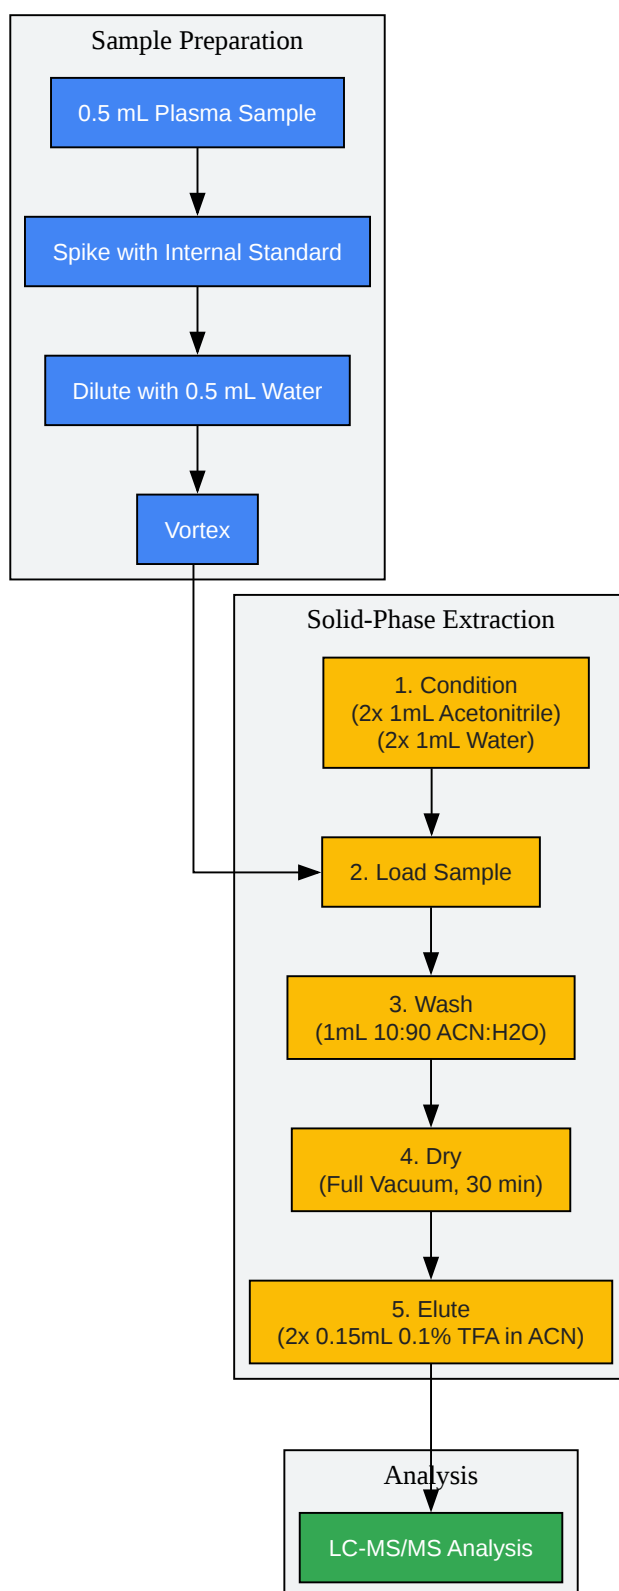 Sample Preparation
0.5 mL Plasma Sample
Spike with Internal Standard
Dilute with 0.5 mL Water
Vortex
Solid-Phase Extraction
1. Condition
(2x 1mL Acetonitrile)
(2x 1mL Water)
2. Load Sample
3. Wash
(1mL 10:90 ACN:H2O)
4. Dry
(Full Vacuum, 30 min)
5. Elute
(2x 0.15mL 0.1% TFA in ACN)
Analysis
LC-MS/MS Analysis